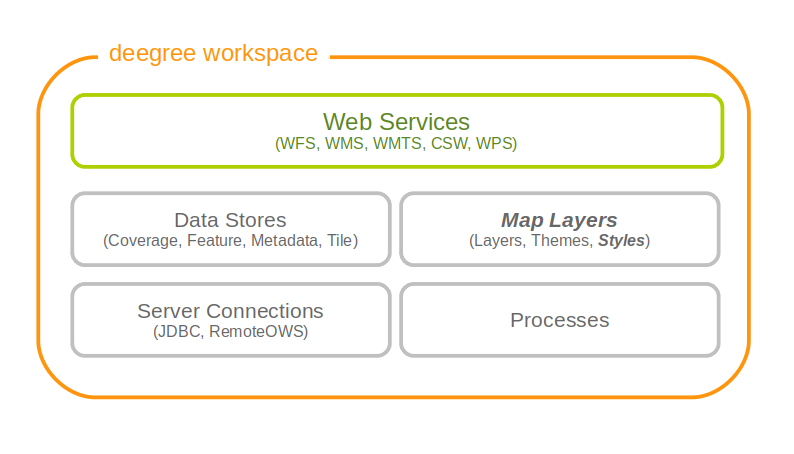 deegree workspace
Web Services
(WFS, WMS, WMTS, CSW, WPS)
Data Stores
(Coverage, Feature, Metadata, Tile)
Map Layers
(Layers, Themes, Styles)
Server Connections
(JDBC, RemoteOWS)
Processes